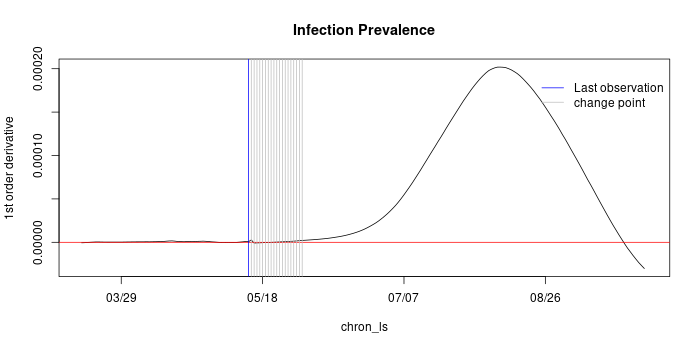 Infection Prevalence
1st order derivative
0.00020
0.00010
0.00000
Last observation
change point
03/29
05/18
07/07
08/26
chron_ls